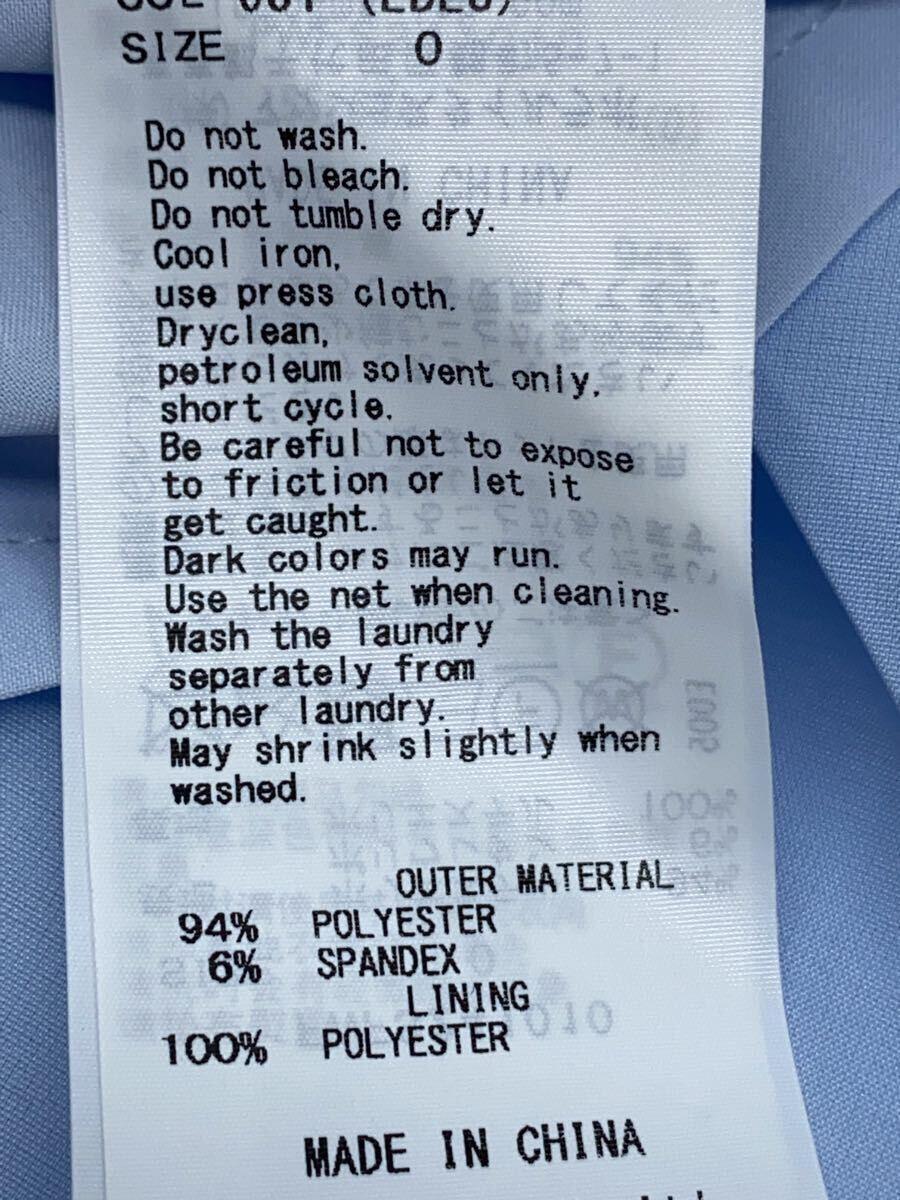 SIZE 0
Do not wash.
Do not bleach.
Do not tumble dry.
Cool iron,
use press cloth.
Dryclean,
petroleum solvent only,
short cycle.
Be careful not to expose
to friction or let it
get caught.
Dark colors may run.
Use the net when cleaning.
Wash the laundry
separately from
other laundry.
May shrink slightly when
washed.
OUTER MATERIAL
94% POLYESTER
6% SPANDEX
LINING
100% POLYESTER
MADE IN CHINA